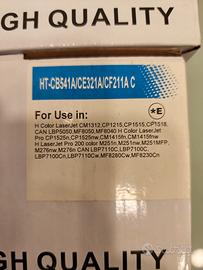 GH QUALITY
HT-CB541A/CE321A/CF211A C
For Use in:
*E
H Color LaserJet CM1312,CP1215,CP1515,CP1518,
CAN LBP5050,MF8050,MF8040 H Color LaserJet
Pro CP1525n,CP1525nw,CM1415fn,CM1415fnw
H LaserJet Pro 200 color M251n,M251nw,M251MFP,
M276nw,M276n CAN LBP7110C,LBP7100C,
LBP7100Cn,LBP7110Cw,MF8280Cw,MF8230Cn
GH QUALITY